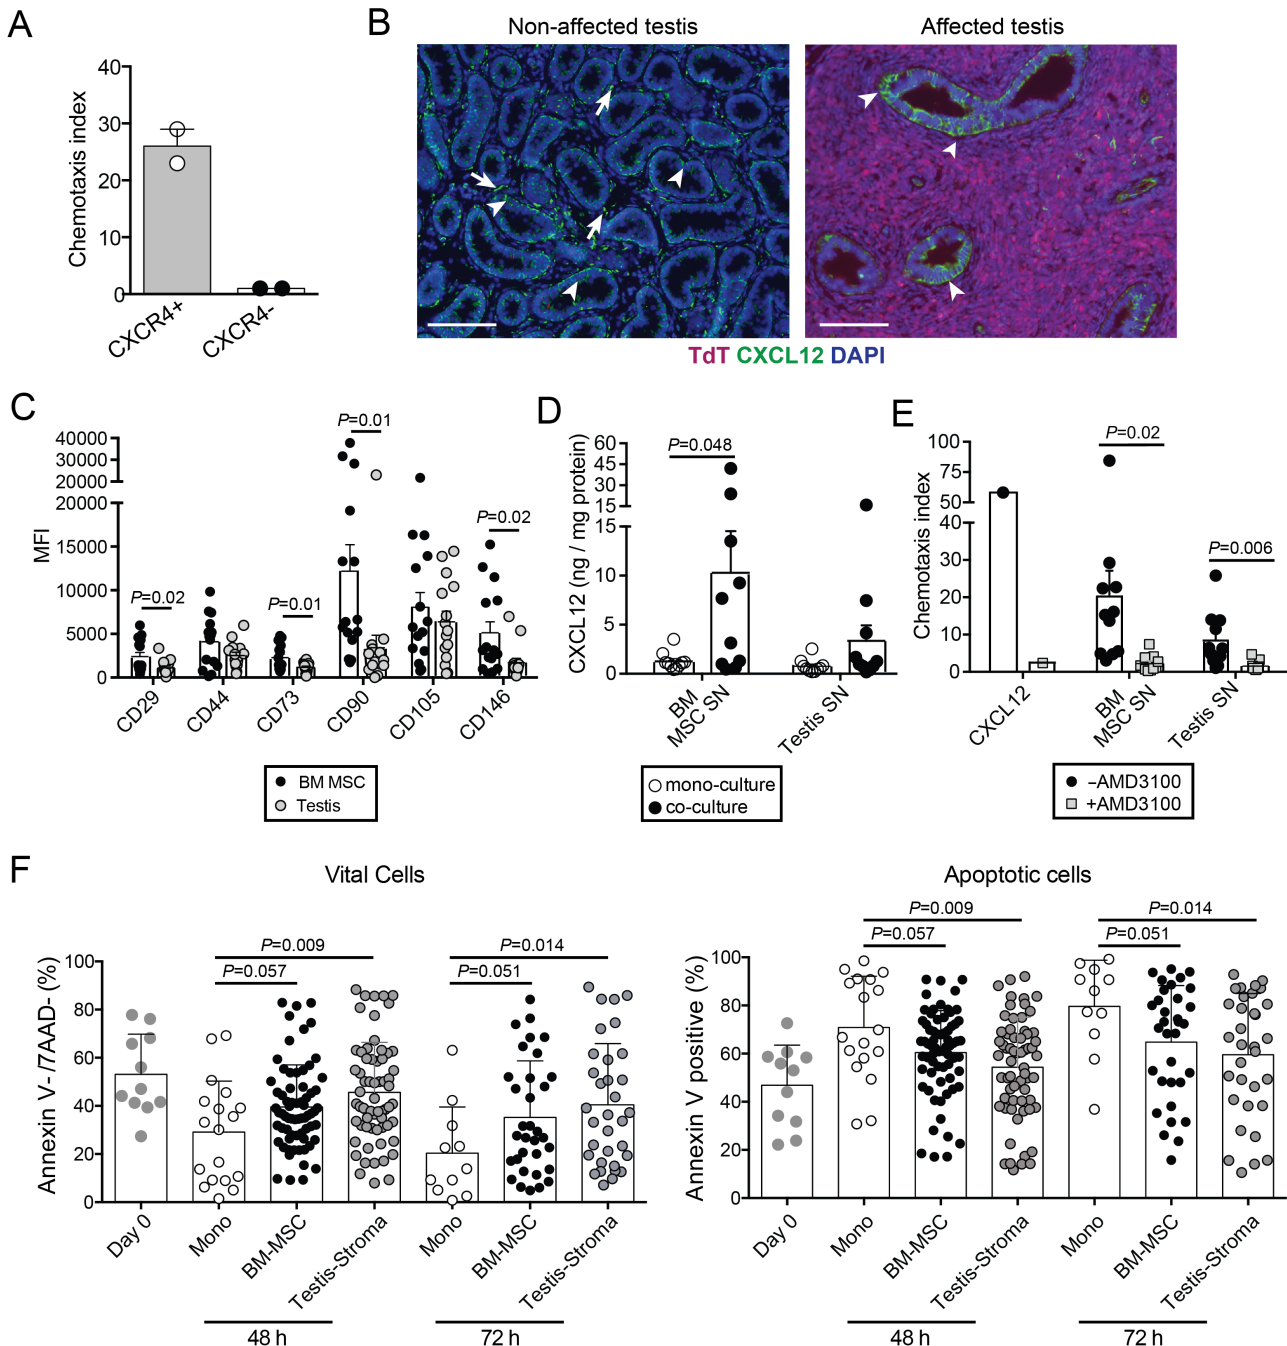 A
Chemotaxis index
40
30
20
10
0
CXCR4+
CXCR4-
B
Non-affected testis
Affected testis
TdT CXCL12 DAPI
C
MFI
40000
30000
20000
20000
15000
10000
5000
0
P=0.02
P=0.01
P=0.01
P=0.02
CD29
CD44
CD73
CD90
CD105
CD146
BM MSC
Testis
D
CXCL12 (ng / mg protein)
60
45
30
15
15
10
5
0
P=0.048
BM
MSC SN
Testis SN
mono-culture
co-culture
E
Chemotaxis index
100
75
50
40
30
20
10
0
P=0.02
P=0.006
CXCL12
BM
MSC SN
Testis SN
–AMD3100
+AMD3100
F
Vital Cells
Annexin V- /7AAD- (%)
100
80
60
40
20
0
P=0.009
P=0.057
P=0.014
P=0.051
Day 0
Mono
BM-MSC
Testis-Stroma
Mono
BM-MSC
Testis-Stroma
48 h
72 h
Apoptotic cells
Annexin V positive (%)
100
80
60
40
20
0
P=0.009
P=0.057
P=0.014
P=0.051
Day 0
Mono
BM-MSC
Testis-Stroma
Mono
BM-MSC
Testis-Stroma
48 h
72 h